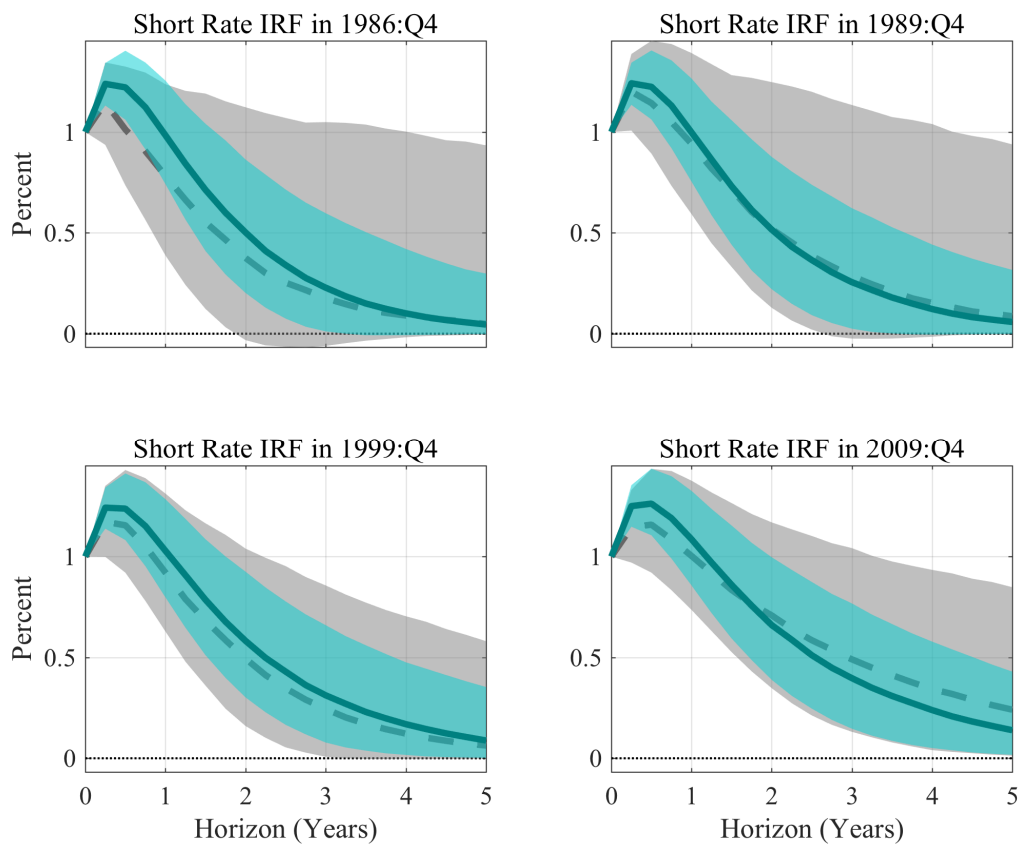 Short Rate IRF in 1986:Q4
Short Rate IRF in 1989:Q4
Percent
1
0.5
0
1
0.5
0
Short Rate IRF in 1999:Q4
Short Rate IRF in 2009:Q4
Percent
1
0.5
0
1
0.5
0
0 1 2 3 4 5
0 1 2 3 4 5
Horizon (Years)
Horizon (Years)